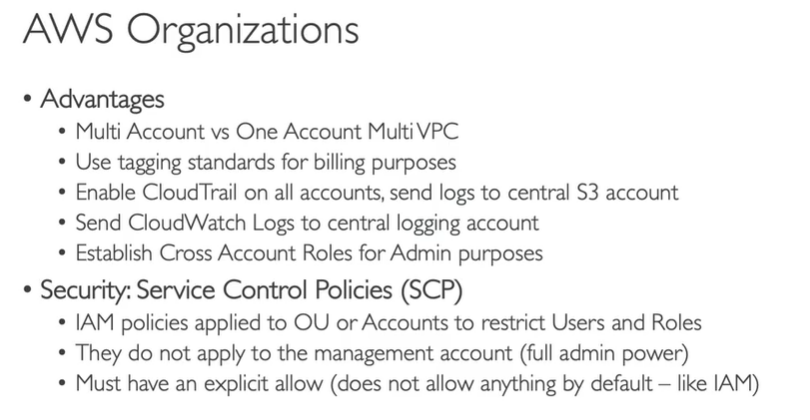 AWS Organizations
• Advantages
• Multi Account vs One Account Multi VPC
• Use tagging standards for billing purposes
• Enable CloudTrail on all accounts, send logs to central S3 account
• Send CloudWatch Logs to central logging account
• Establish Cross Account Roles for Admin purposes
• Security: Service Control Policies (SCP)
• IAM policies applied to OU or Accounts to restrict Users and Roles
• They do not apply to the management account (full admin power)
• Must have an explicit allow (does not allow anything by default – like IAM)